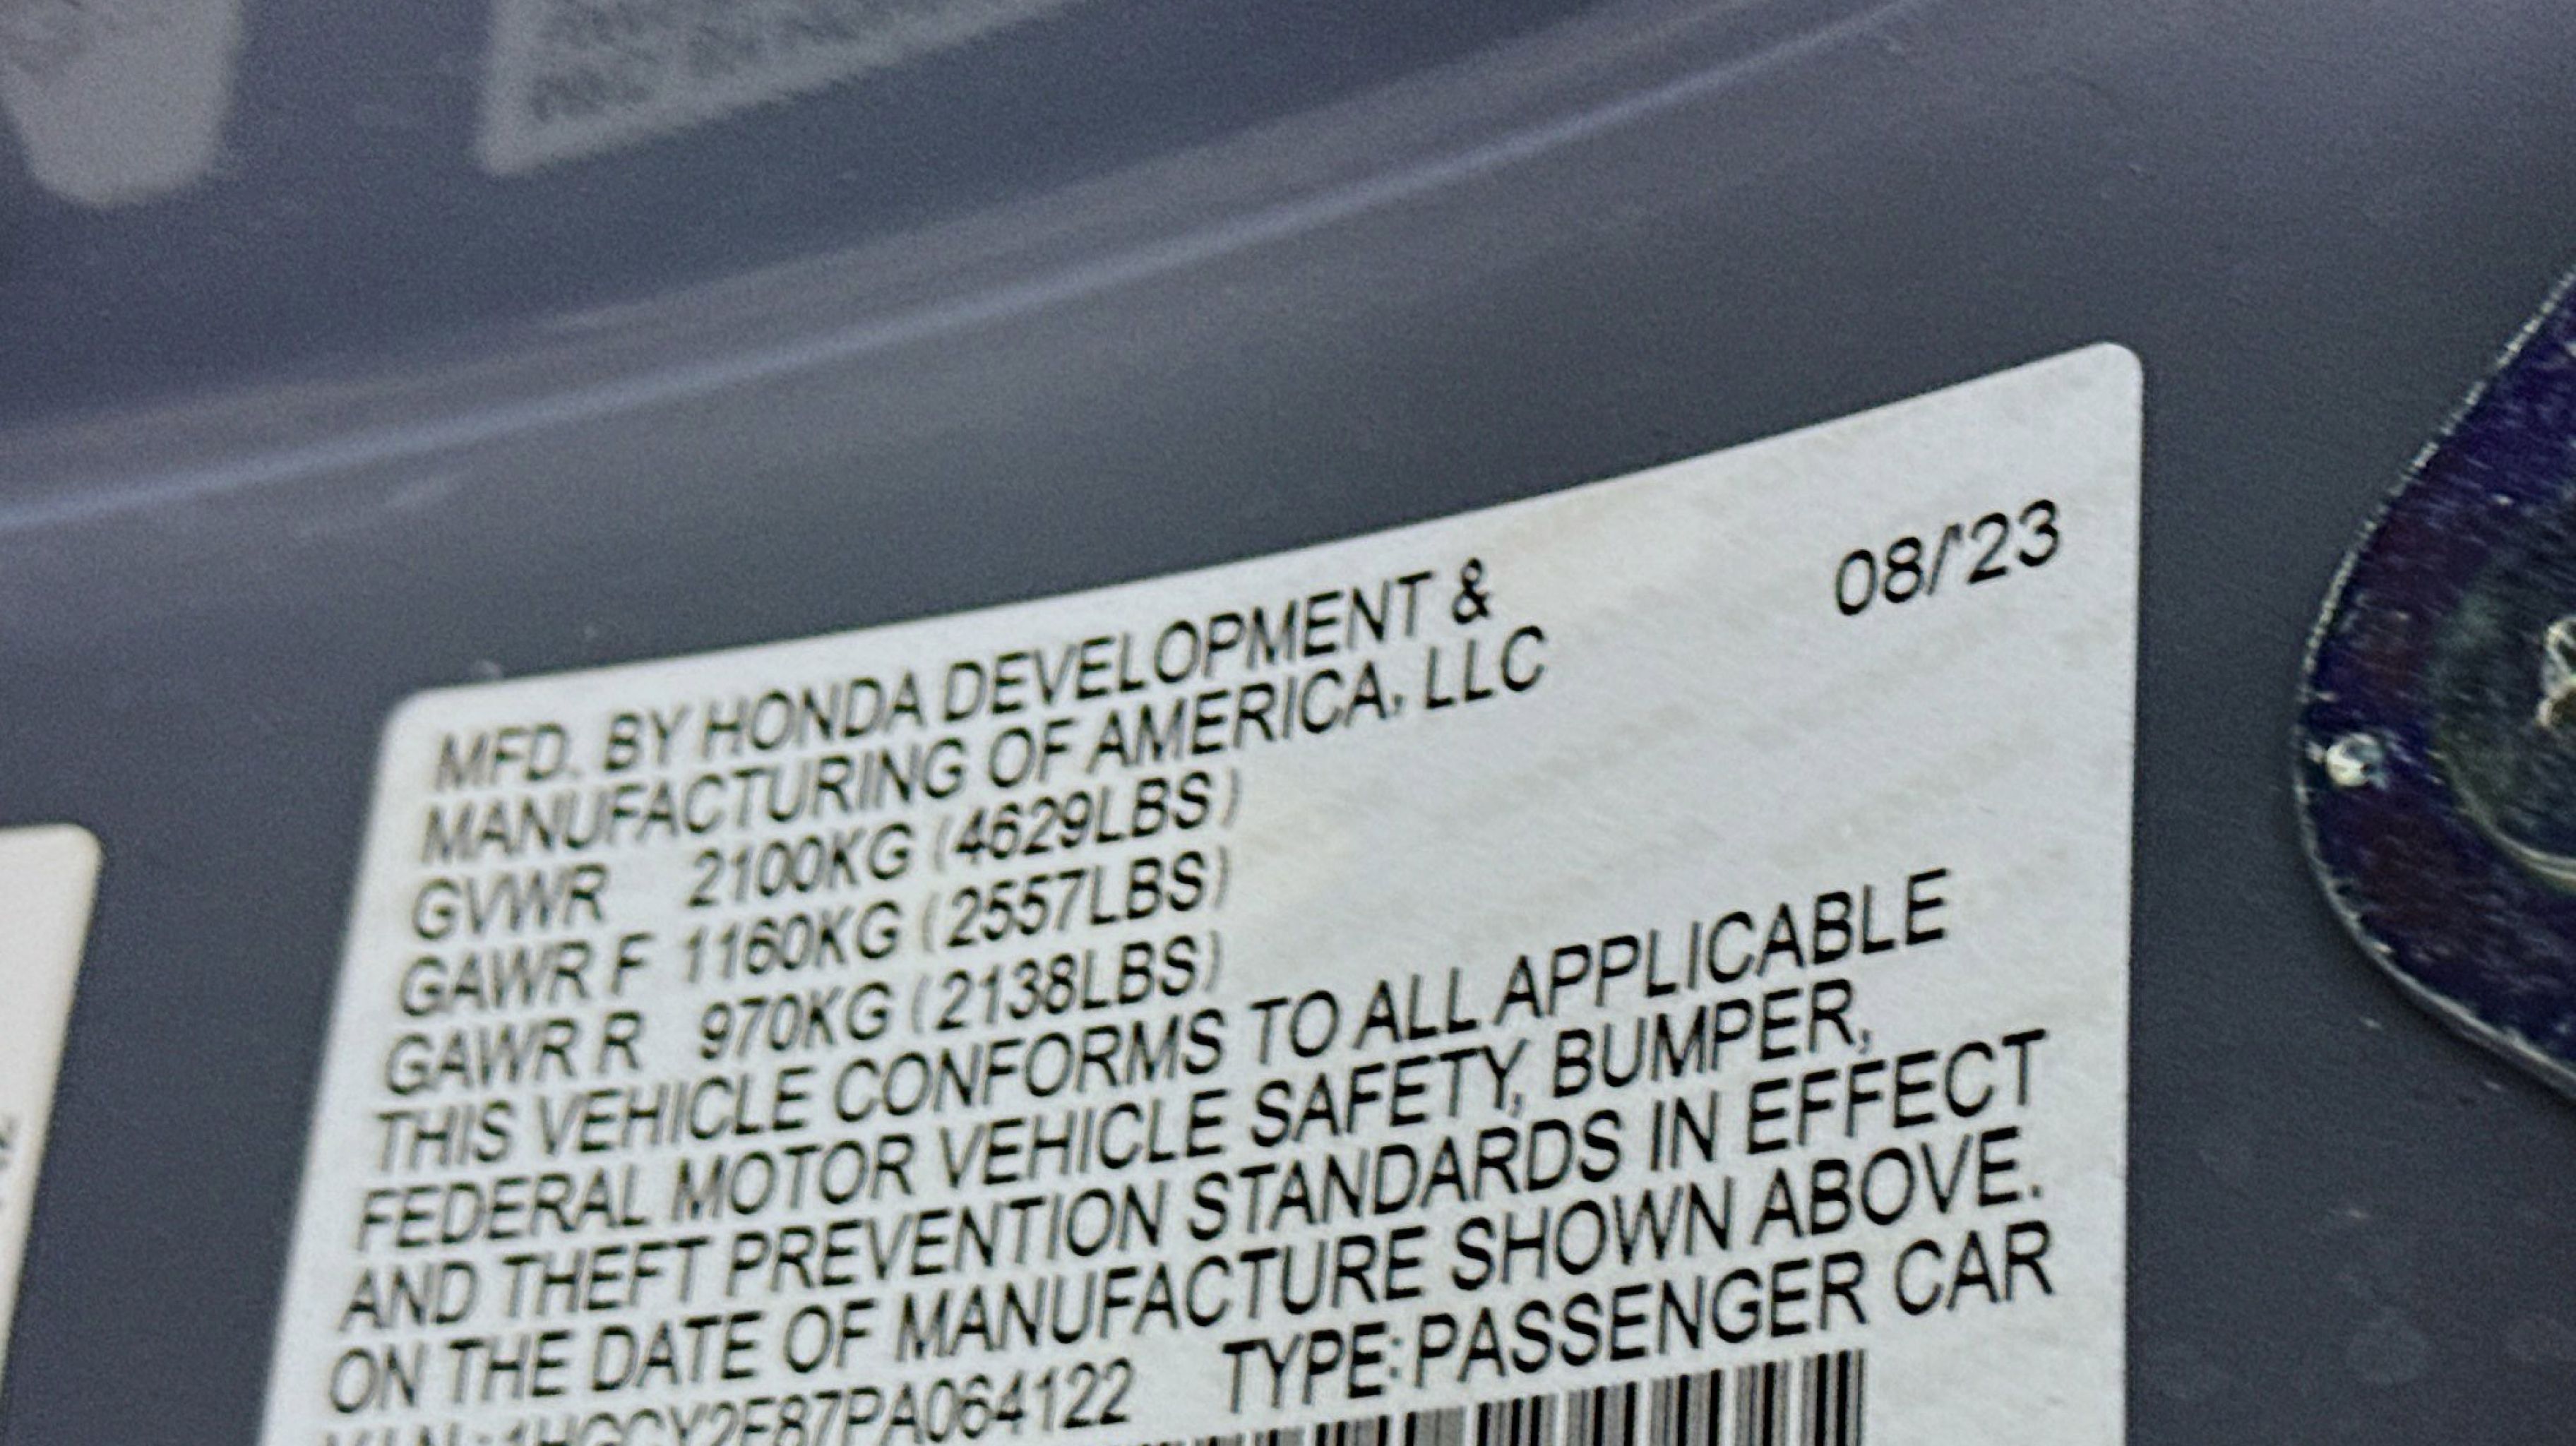 MFD. BY HONDA DEVELOPMENT & 08/'23
MANUFACTURING OF AMERICA, LLC
GVWR 2100KG (4629LBS)
GAWR F 1160KG (2557LBS)
GAWR R 970KG (2138LBS)
THIS VEHICLE CONFORMS TO ALL APPLICABLE
FEDERAL MOTOR VEHICLE SAFETY, BUMPER,
AND THEFT PREVENTION STANDARDS IN EFFECT
ON THE DATE OF MANUFACTURE SHOWN ABOVE.
TYPE:PASSENGER CAR